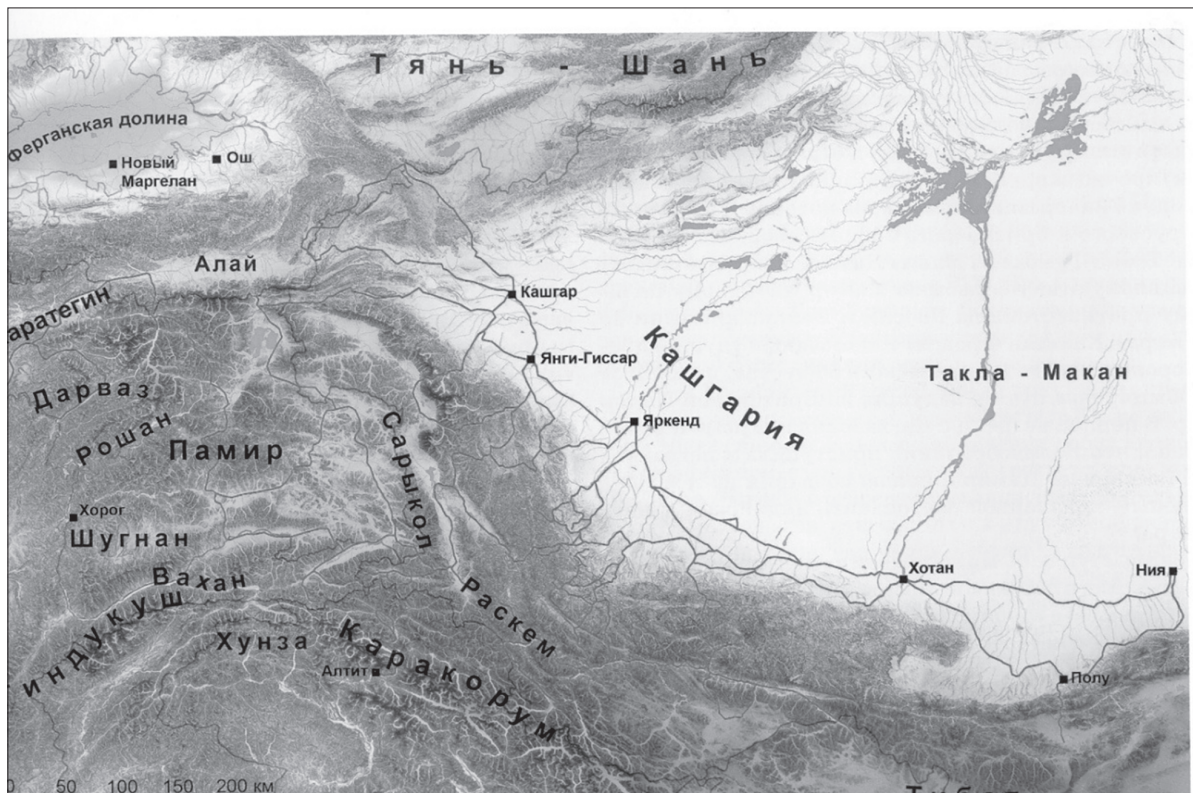 Тянь - Шань
Ферганская долина
Новый
Маргелан
Ош
Алай
Кашгар
аратегин
Янги-Гиссар
Кашгария
Такла - Макан
Дарваз
Рошан
Сарыкол
Яркенд
Памир
Хорог
Шугнан
Вахан
Хотан
Ния
индукуш
Раскем
Хунза
Каракорум
Алтит
Полу
0 50 100 150 200 км